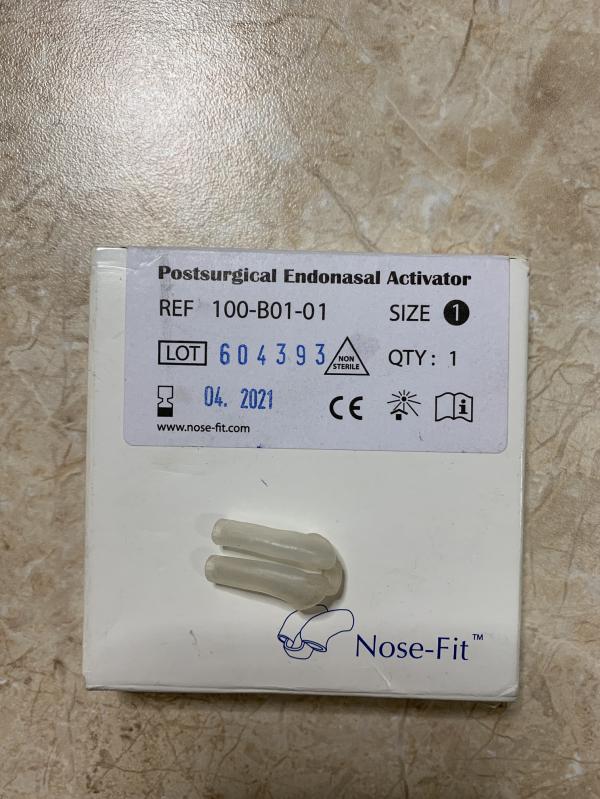 Postsurgical Endonasal Activator
REF 100-B01-01 SIZE 1
LOT 604393 NON STERILE QTY : 1
04. 2021 CE
www.nose-fit.com
Nose-Fit™